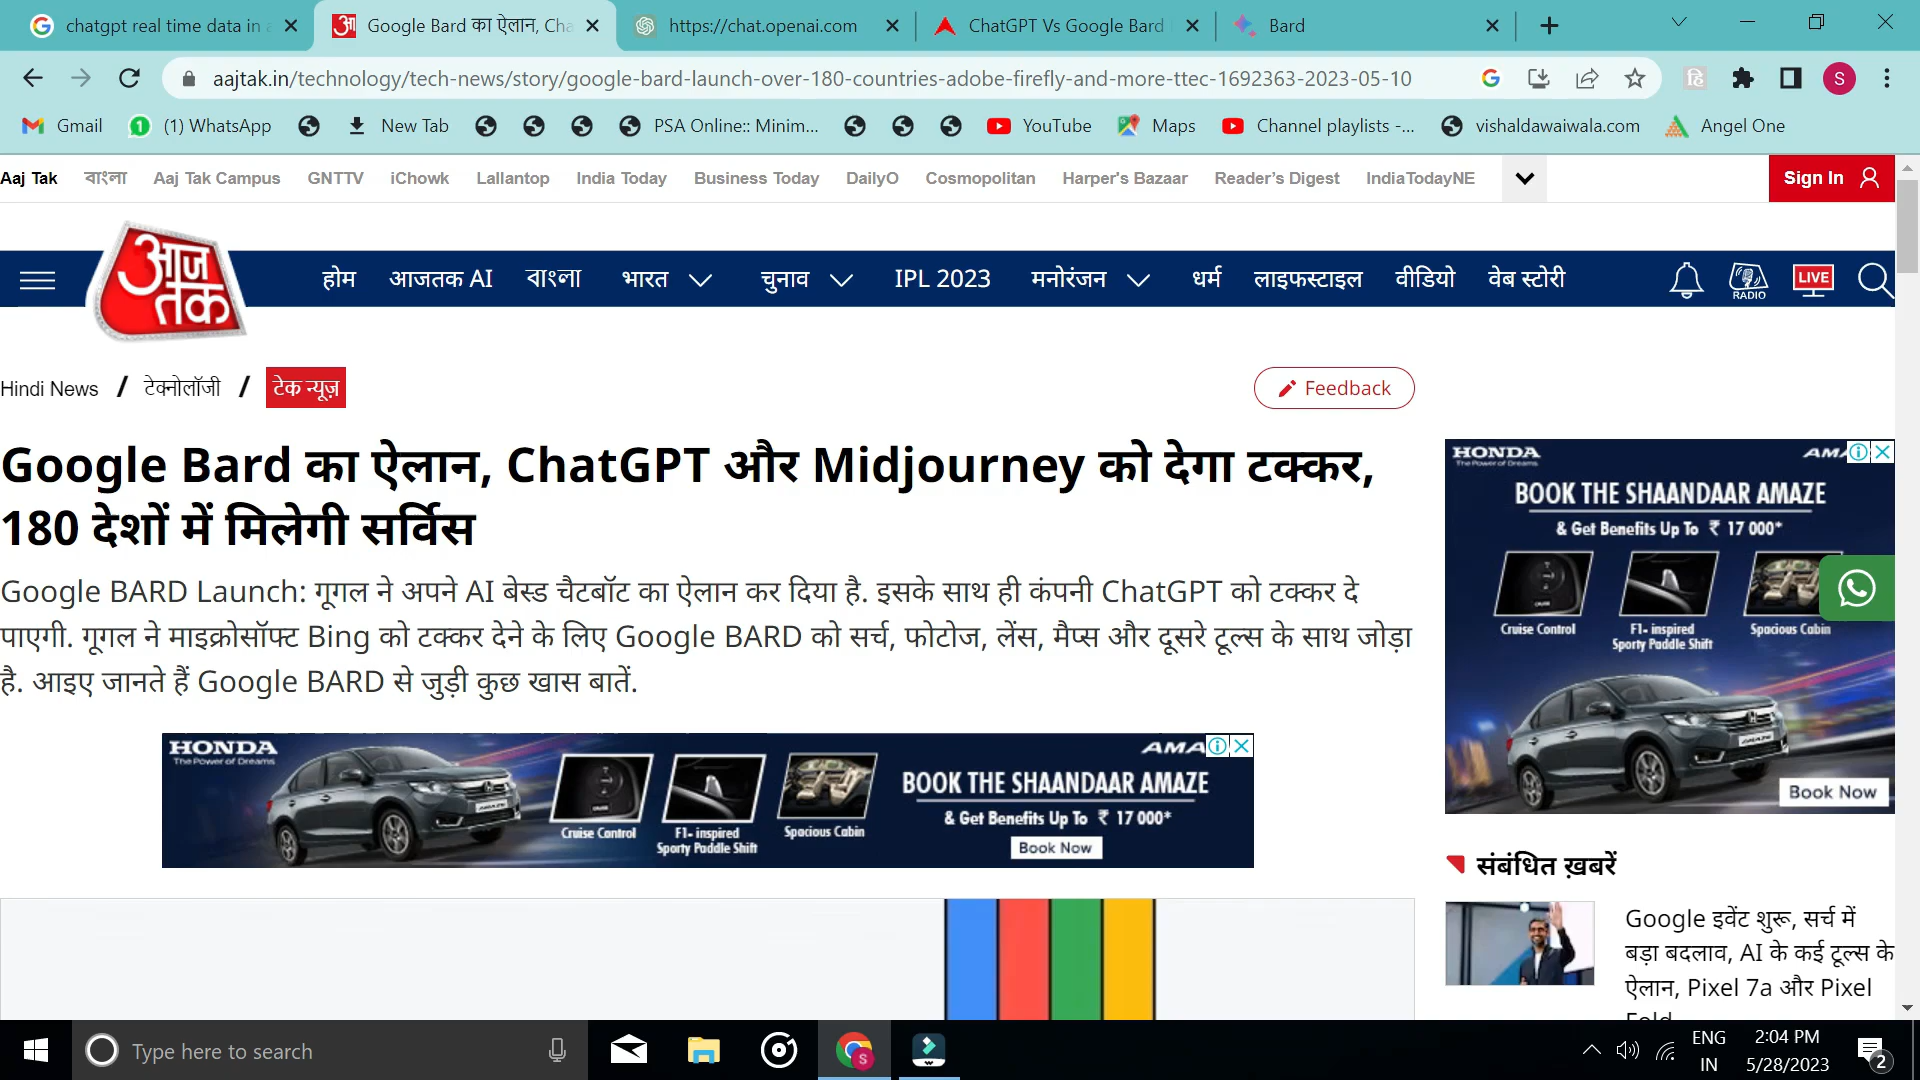 chatgpt real time data in
Google Bard का ऐलान, Cha
https://chat.openai.com
ChatGPT Vs Google Bard
Bard
aajtak.in/technology/tech-news/story/google-bard-launch-over-180-countries-adobe-firefly-and-more-ttec-1692363-2023-05-10
हि
S
Gmail
1
(1) WhatsApp
New Tab
PSA Online:: Minim...
YouTube
Maps
Channel playlists -...
vishaldawaiwala.com
Angel One
Aaj Tak
বাংলা
Aaj Tak Campus
GNTTV
iChowk
Lallantop
India Today
Business Today
DailyO
Cosmopolitan
Harper's Bazaar
Reader's Digest
IndiaTodayNE
Sign In
आज
तक
होम
आजतक AI
বাংলা
भारत
चुनाव
IPL 2023
मनोरंजन
धर्म
लाइफस्टाइल
वीडियो
वेब स्टोरी
RADIO
LIVE
Hindi News / टेक्नोलॉजी / टेक न्यूज़
Feedback
Google Bard का ऐलान, ChatGPT और Midjourney को देगा टक्कर,
180 देशों में मिलेगी सर्विस
Google BARD Launch: गूगल ने अपने AI बेस्ड चैटबॉट का ऐलान कर दिया है. इसके साथ ही कंपनी ChatGPT को टक्कर दे
पाएगी. गूगल ने माइक्रोसॉफ्ट Bing को टक्कर देने के लिए Google BARD को सर्च, फोटोज, लेंस, मैप्स और दूसरे टूल्स के साथ जोड़ा
है. आइए जानते हैं Google BARD से जुड़ी कुछ खास बातें.
HONDA
The Power of Dreams
AMA
BOOK THE SHAANDAAR AMAZE
& Get Benefits Up To ₹ 17 000*
Cruise Control
F1- inspired
Sporty Paddle Shift
Spacious Cabin
AMAZE
Book Now
HONDA
The Power of Dreams
AMA
Cruise Control
F1- inspired
Sporty Paddle Shift
Spacious Cabin
AMAZE
BOOK THE SHAANDAAR AMAZE
& Get Benefits Up To ₹ 17 000*
Book Now
संबंधित ख़बरें
Google इवेंट शुरू, सर्च में
बड़ा बदलाव, AI के कई टूल्स के
ऐलान, Pixel 7a और Pixel
Fold
Type here to search
S
ENG
IN
2:04 PM
5/28/2023
2